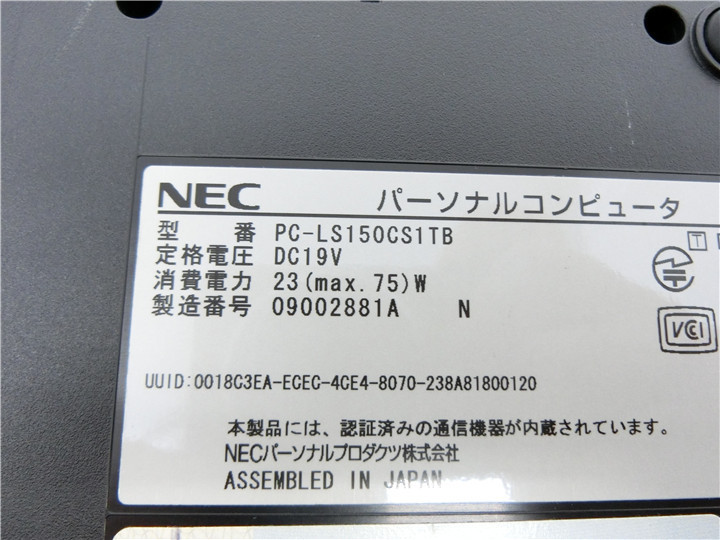 NEC パーソナルコンピュータ
型 番 PC-LS150CS1TB
定格電圧 DC19V
消費電力 23(max.75)W
製造番号 09002881A N
T
VCCI
UUID:0018C3EA-ECEC-4CE4-8070-238A81800120
本製品には、認証済みの通信機器が内蔵されています。
NECパーソナルプロダクツ株式会社
ASSEMBLED IN JAPAN